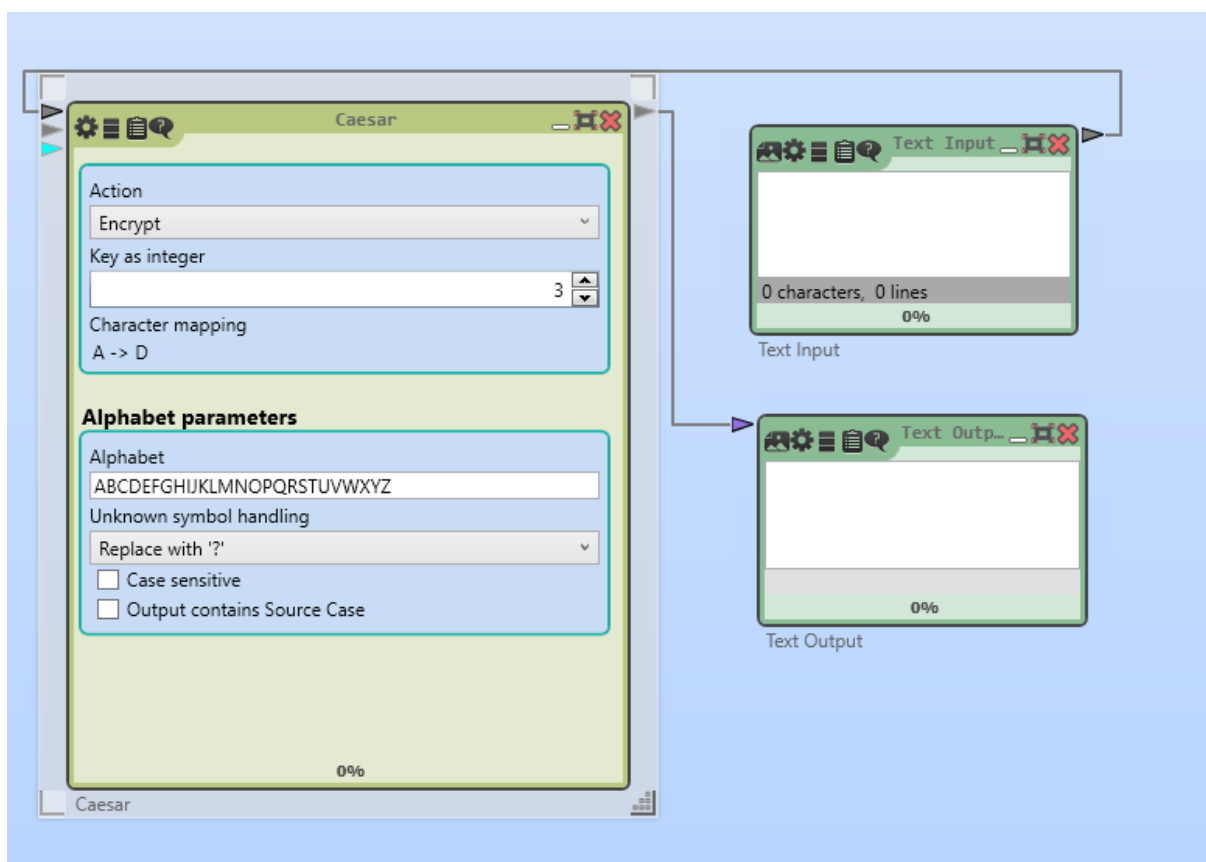 Caesar
Action
Encrypt
Key as integer
3
Character mapping
A -> D
Alphabet parameters
Alphabet
ABCDEFGHIJKLMNOPQRSTUVWXYZ
Unknown symbol handling
Replace with '?'
Case sensitive
Output contains Source Case
0%
Caesar
Text Input
0 characters, 0 lines
0%
Text Input
Text Outp...
0%
Text Output